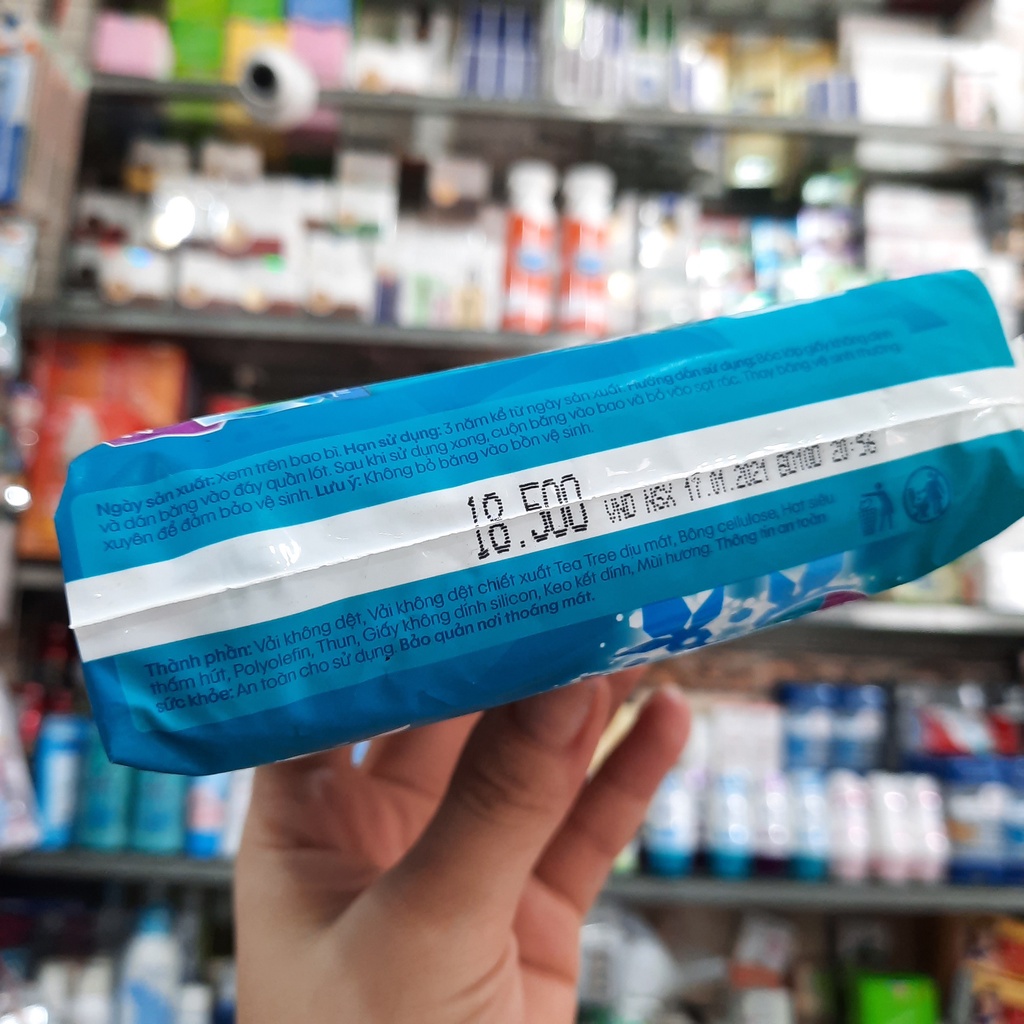 Ngày sản xuất: Xem trên bao bì. Hạn sử dụng: 3 năm kể từ ngày sản xuất. Hướng dẫn sử dụng: Bóc lớp giấy không dính
và dán băng vào đáy quần lót. Sau khi sử dụng xong, cuộn băng vào bao và bỏ vào sọt rác. Thay băng vệ sinh thường
xuyên để đảm bảo vệ sinh. Lưu ý: Không bỏ băng vào bồn vệ sinh.
18.500 VND NSX 17.01.2021 20:56
Thành phần: Vải không dệt, Vải không dệt chiết xuất Tea Tree dịu mát, Bông cellulose, Hạt siêu
thấm hút, Polyolefin, Thun, Giấy không dính silicon, Keo kết dính, Mùi hương. Thông tin an toàn
sức khỏe: An toàn cho sử dụng. Bảo quản nơi thoáng mát.